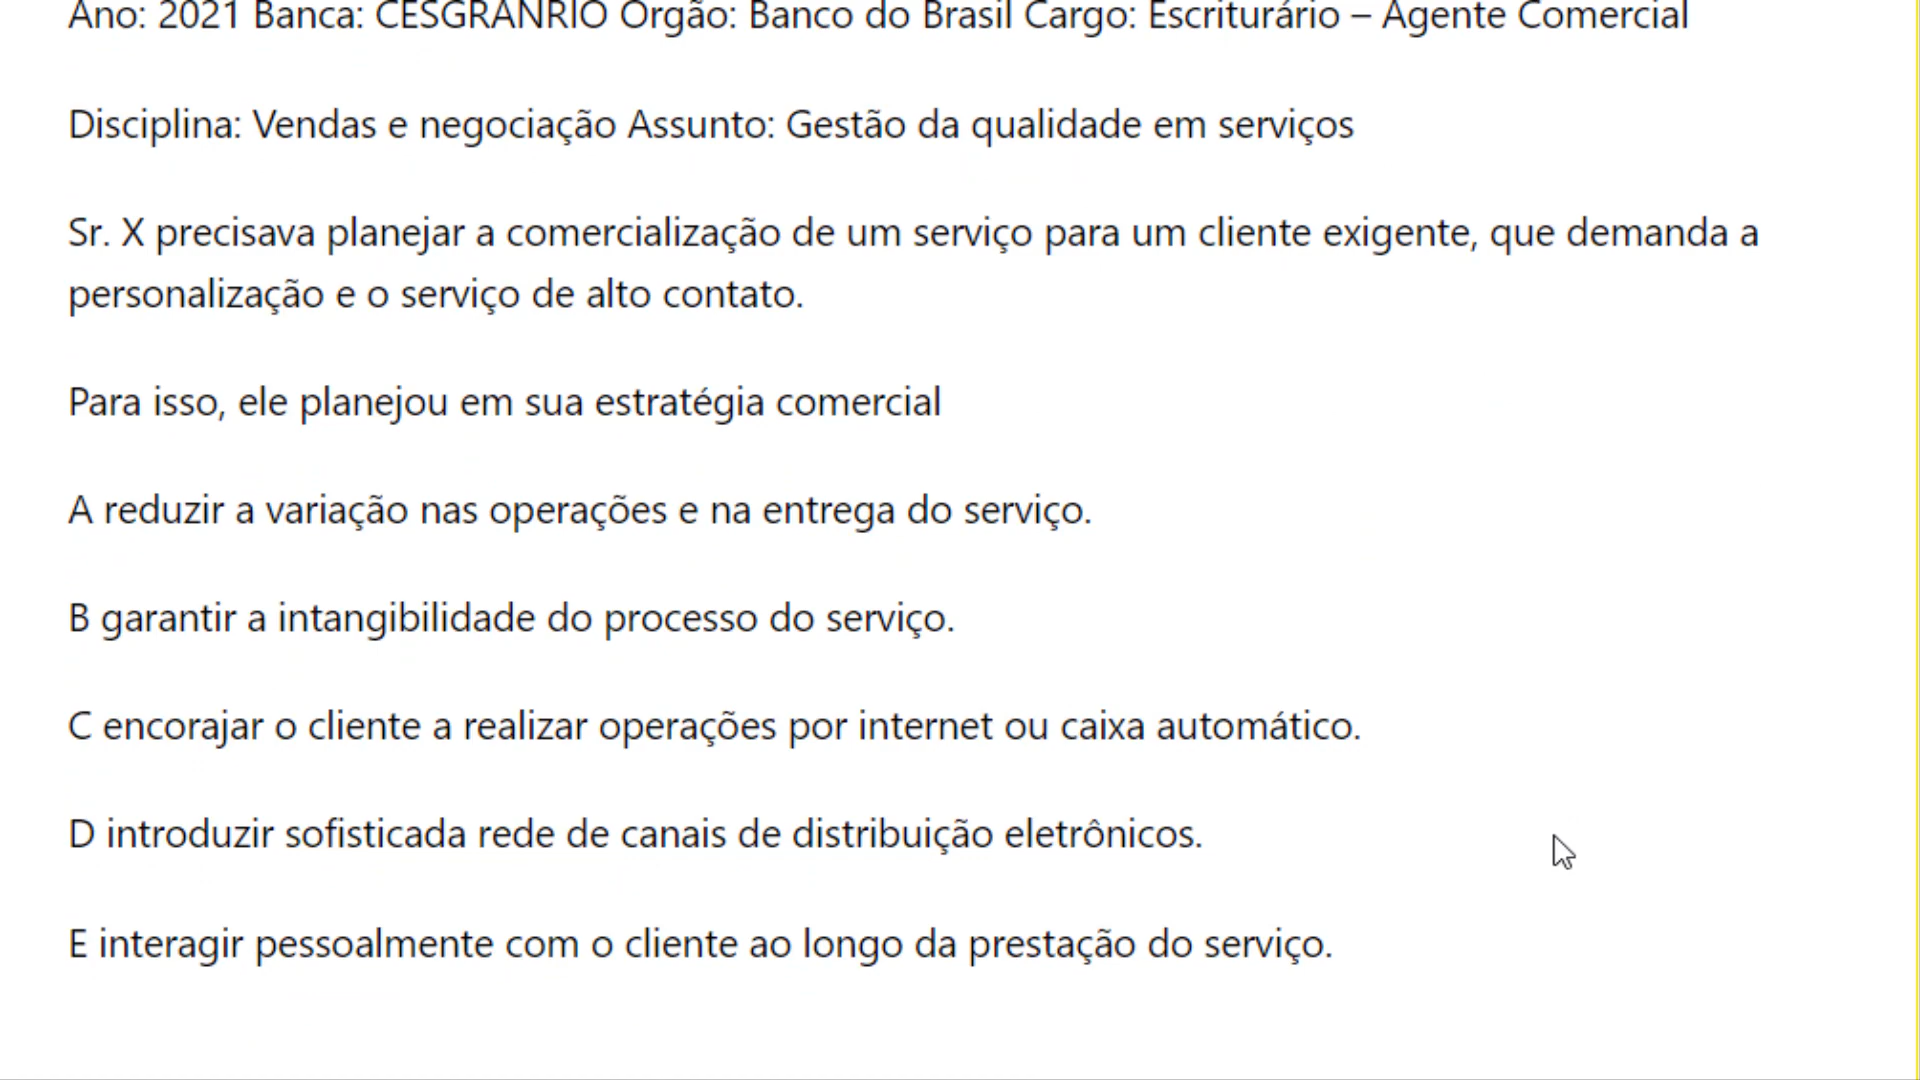 Ano: 2021 Banca: CESGRANRIO Orgão: Banco do Brasil Cargo: Escriturário – Agente Comercial
Disciplina: Vendas e negociação Assunto: Gestão da qualidade em serviços
Sr. X precisava planejar a comercialização de um serviço para um cliente exigente, que demanda a
personalização e o serviço de alto contato.
Para isso, ele planejou em sua estratégia comercial
A reduzir a variação nas operações e na entrega do serviço.
B garantir a intangibilidade do processo do serviço.
C encorajar o cliente a realizar operações por internet ou caixa automático.
D introduzir sofisticada rede de canais de distribuição eletrônicos.
E interagir pessoalmente com o cliente ao longo da prestação do serviço.